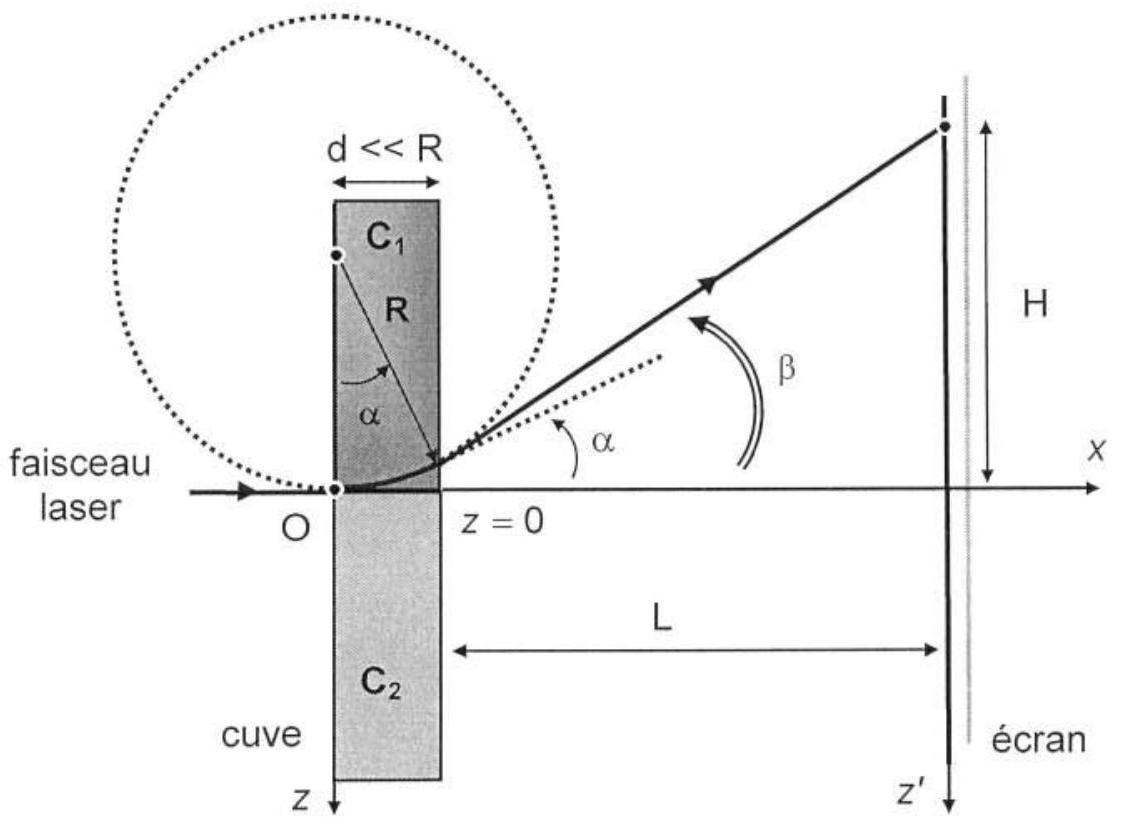 d << R
C₁
R
α
H
β
α
faisceau
laser
x
O
z = 0
L
C₂
cuve
écran
z
z′